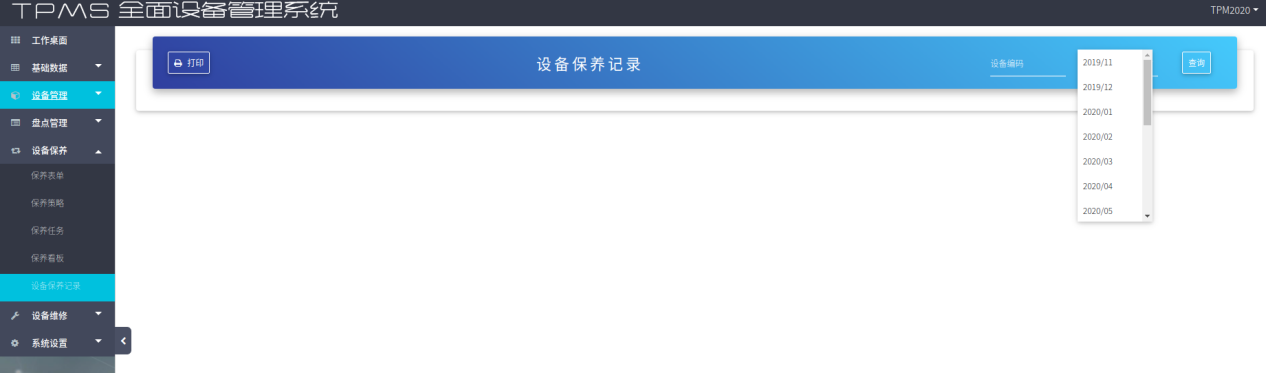 TPMS 全面设备管理系统
TPM2020
工作桌面
基础数据
设备管理
盘点管理
设备保养
保养表单
保养策略
保养任务
保养看板
设备保养记录
设备维修
系统设置
打印
设备保养记录
设备编码
2019/11
2019/12
2020/01
2020/02
2020/03
2020/04
2020/05
查询